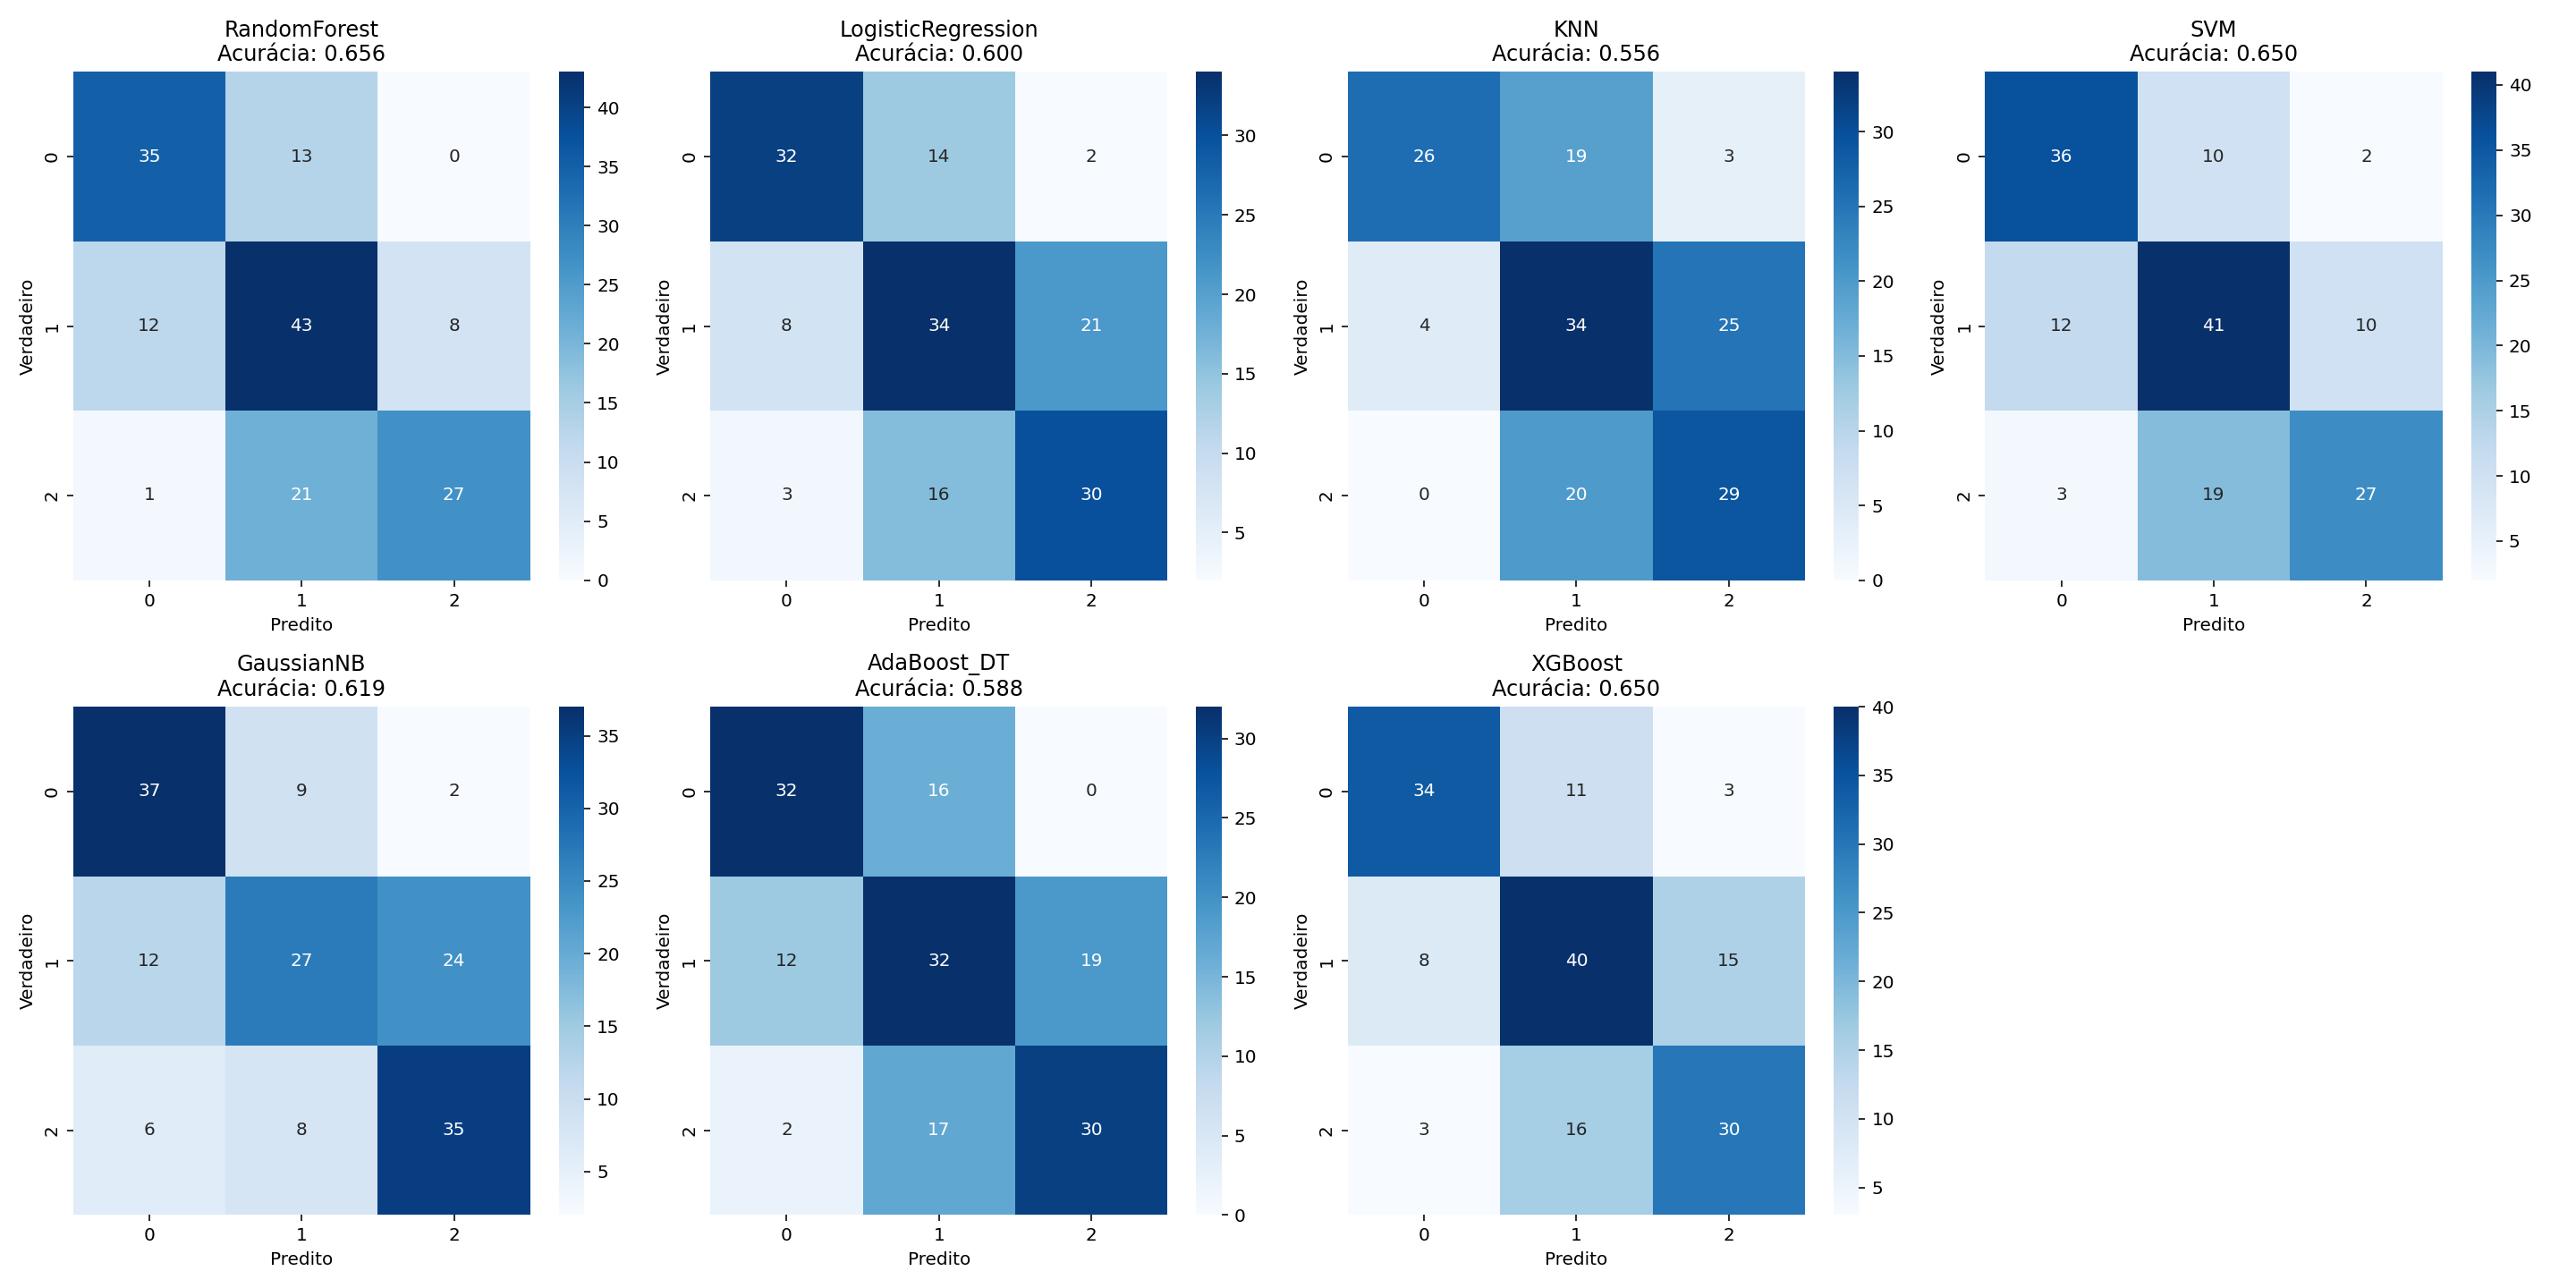 RandomForest
Acurácia: 0.656
Verdadeiro
0
35 13 0
1
12 43 8
2
1 21 27
0 1 2
Predito
40
35
30
25
20
15
10
5
0
LogisticRegression
Acurácia: 0.600
Verdadeiro
0
32 14 2
1
8 34 21
2
3 16 30
0 1 2
Predito
30
25
20
15
10
5
KNN
Acurácia: 0.556
Verdadeiro
0
26 19 3
1
4 34 25
2
0 20 29
0 1 2
Predito
30
25
20
15
10
5
0
SVM
Acurácia: 0.650
Verdadeiro
0
36 10 2
1
12 41 10
2
3 19 27
0 1 2
Predito
40
35
30
25
20
15
10
5
GaussianNB
Acurácia: 0.619
Verdadeiro
0
37 9 2
1
12 27 24
2
6 8 35
0 1 2
Predito
35
30
25
20
15
10
5
AdaBoost_DT
Acurácia: 0.588
Verdadeiro
0
32 16 0
1
12 32 19
2
2 17 30
0 1 2
Predito
30
25
20
15
10
5
0
XGBoost
Acurácia: 0.650
Verdadeiro
0
34 11 3
1
8 40 15
2
3 16 30
0 1 2
Predito
40
35
30
25
20
15
10
5